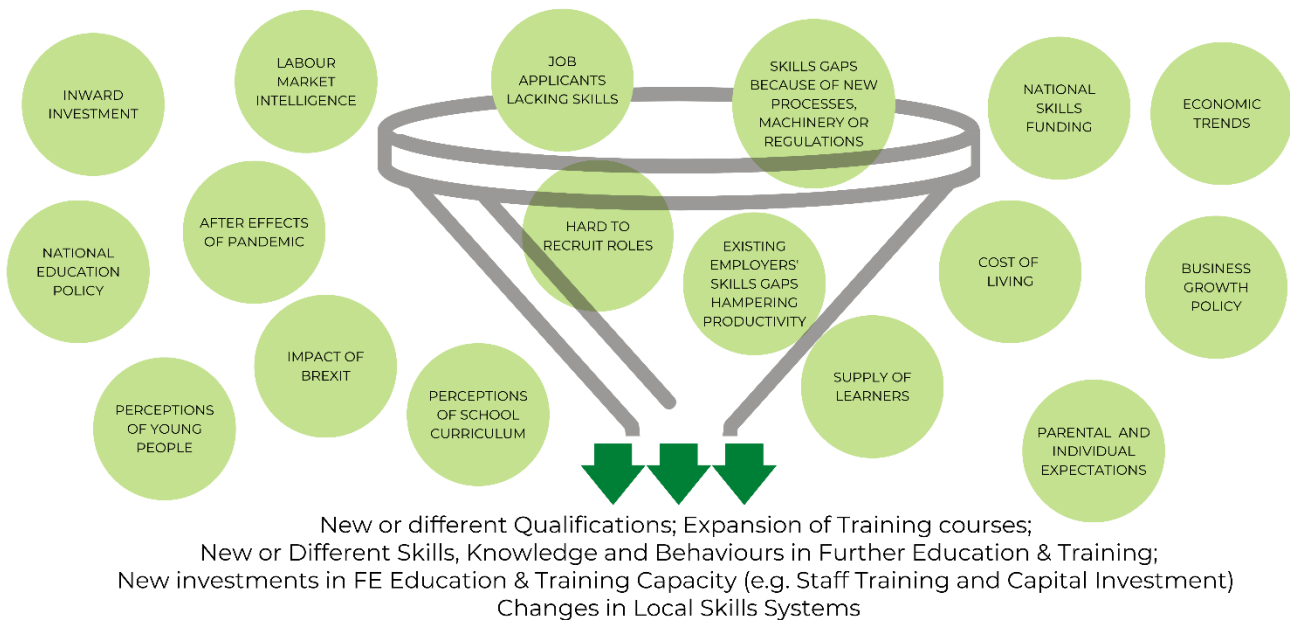 INWARD
INVESTMENT
LABOUR
MARKET
INTELLIGENCE
JOB
APPLICANTS
LACKING SKILLS
SKILLS GAPS
BECAUSE OF NEW
PROCESSES,
MACHINERY OR
REGULATIONS
NATIONAL
SKILLS
FUNDING
ECONOMIC
TRENDS
NATIONAL
EDUCATION
POLICY
AFTER EFFECTS
OF PANDEMIC
HARD TO
RECRUIT ROLES
EXISTING
EMPLOYERS'
SKILLS GAPS
HAMPERING
PRODUCTIVITY
COST OF
LIVING
BUSINESS
GROWTH
POLICY
PERCEPTIONS
OF YOUNG
PEOPLE
IMPACT OF
BREXIT
PERCEPTIONS
OF SCHOOL
CURRICULUM
SUPPLY OF
LEARNERS
PARENTAL AND
INDIVIDUAL
EXPECTATIONS
New or different Qualifications; Expansion of Training courses;
New or Different Skills, Knowledge and Behaviours in Further Education & Training;
New investments in FE Education & Training Capacity (e.g. Staff Training and Capital Investment)
Changes in Local Skills Systems